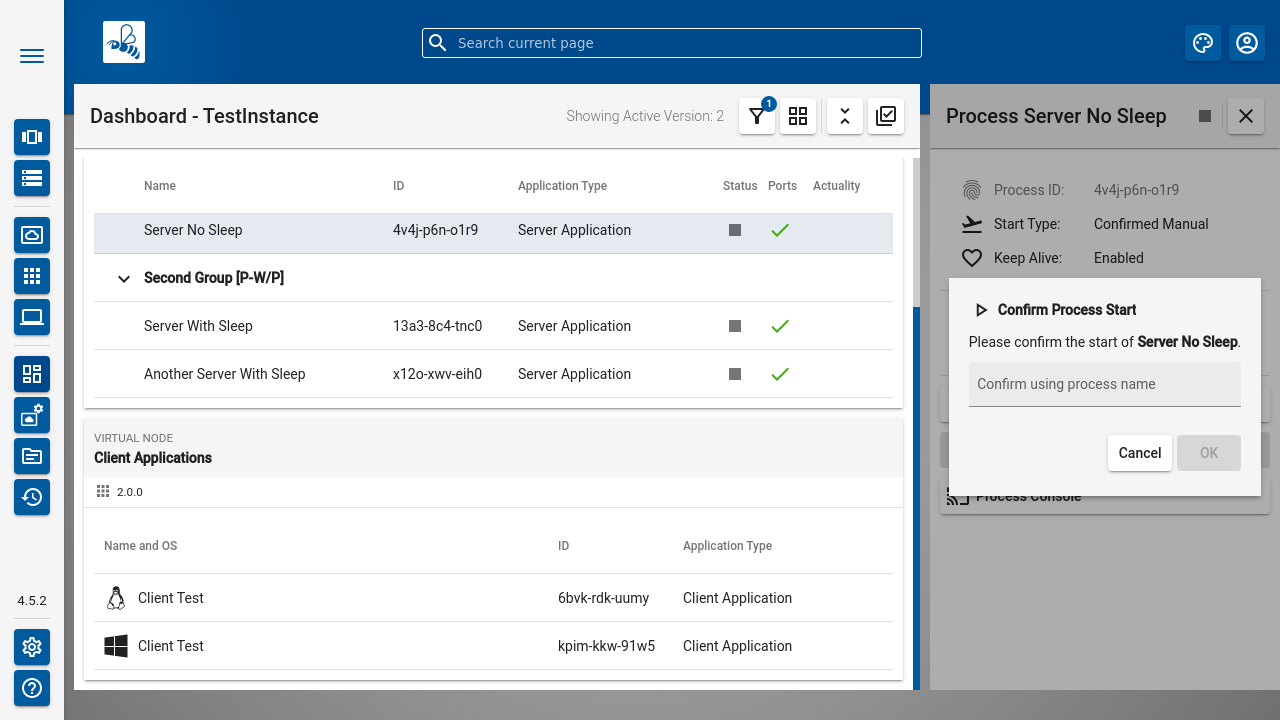 Search current page
Dashboard - TestInstance
Showing Active Version: 2
1
Name ID Application Type Status Ports Actuality
Server No Sleep 4v4j-p6n-o1r9 Server Application
Second Group [P-W/P]
Server With Sleep 13a3-8c4-tnc0 Server Application
Another Server With Sleep x12o-xwv-eih0 Server Application
VIRTUAL NODE
Client Applications
2.0.0
Name and OS ID Application Type
Client Test 6bvk-rdk-uumy Client Application
Client Test kpim-kkw-91w5 Client Application
Process Server No Sleep
Process ID: 4v4j-p6n-o1r9
Start Type: Confirmed Manual
Keep Alive: Enabled
Confirm Process Start
Please confirm the start of Server No Sleep.
Confirm using process name
Cancel OK
Process Console
4.5.2